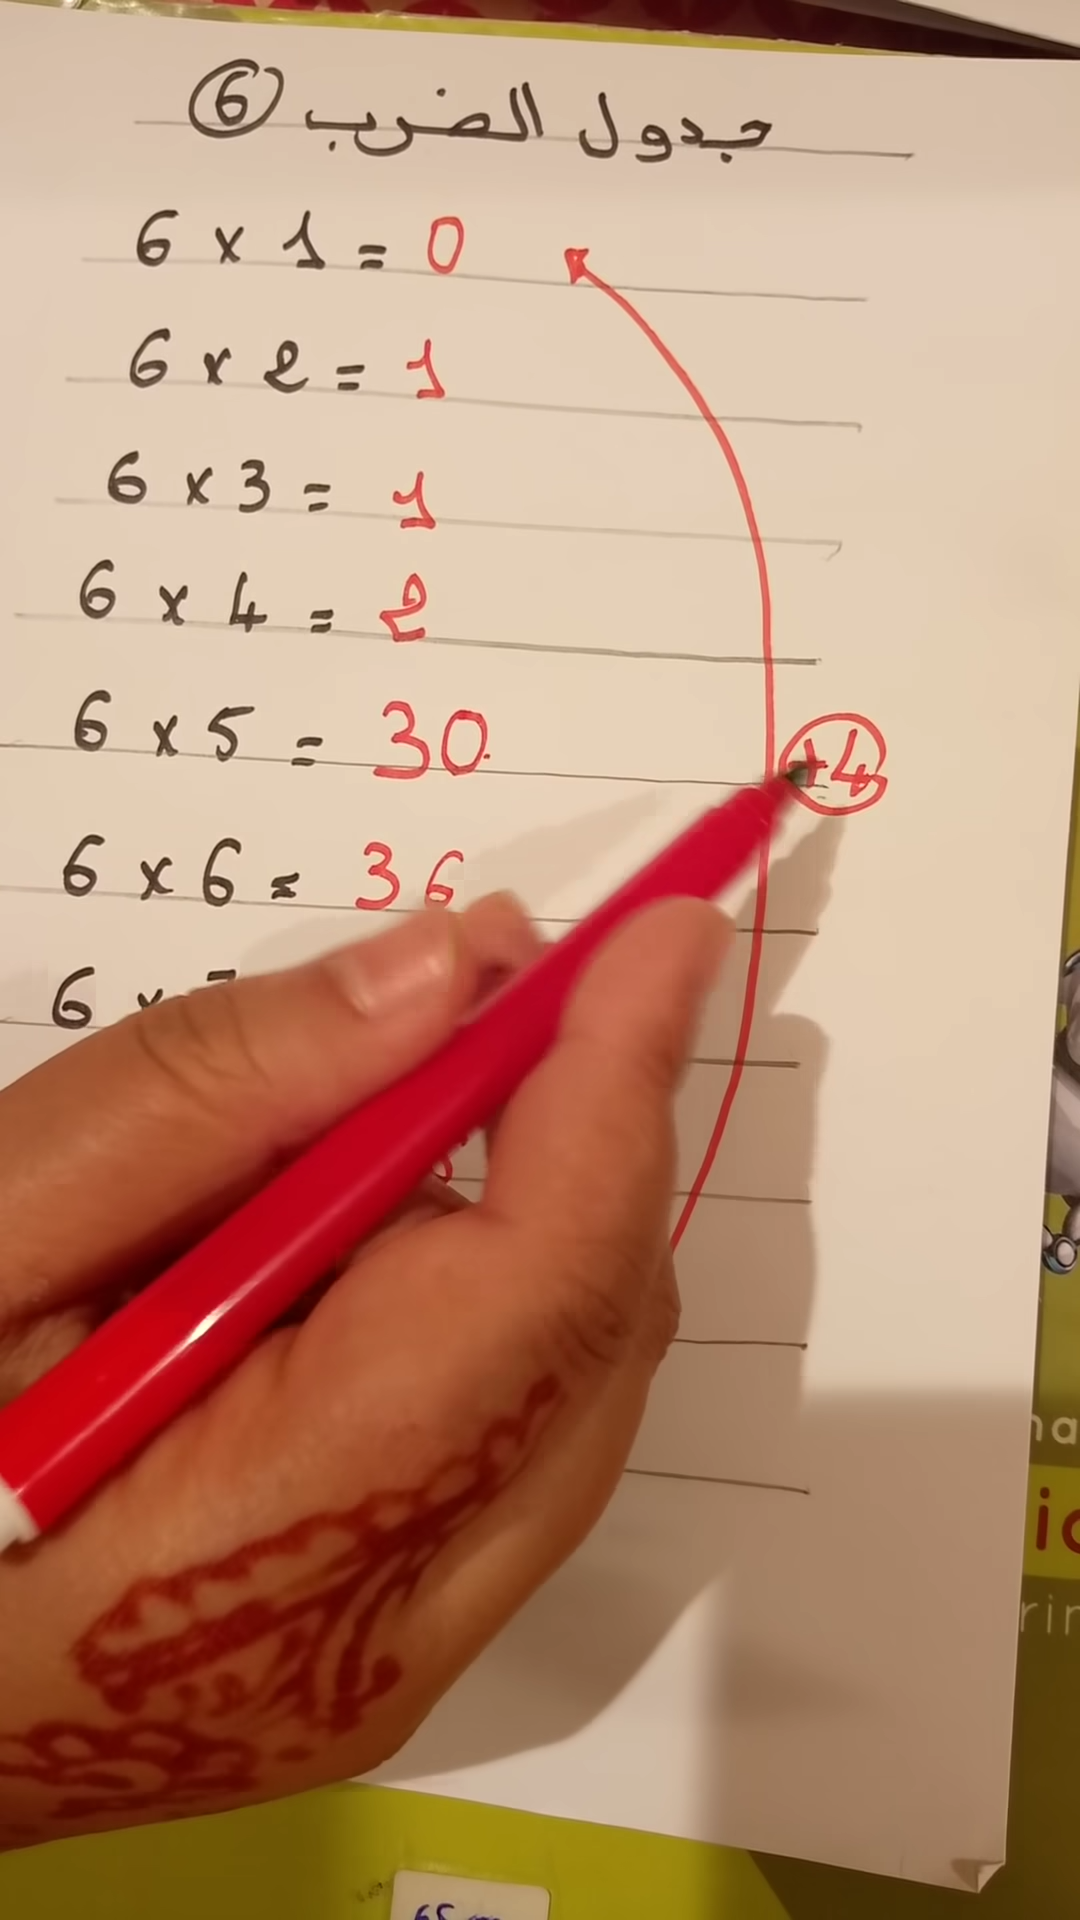 جدول الضرب 6
6 × 1 = 0
6 × 2 = 1
6 × 3 = 1
6 × 4 = 2
6 × 5 = 30
+4
6 × 6 = 36
6 ×